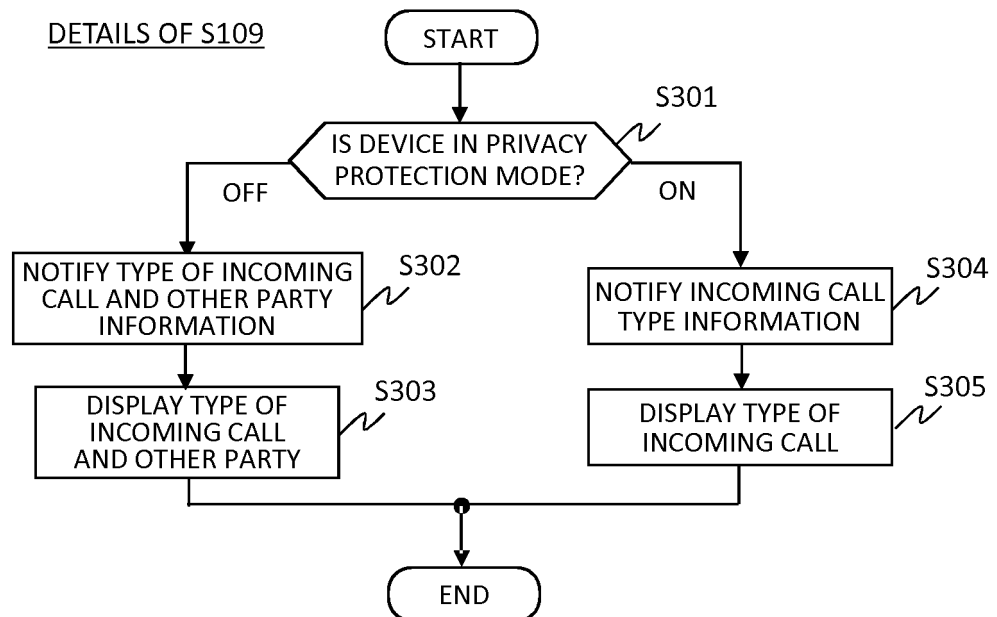 DETAILS OF S109
START
S301
IS DEVICE IN PRIVACY
PROTECTION MODE?
OFF
ON
NOTIFY TYPE OF INCOMING
CALL AND OTHER PARTY
INFORMATION
S302
NOTIFY INCOMING CALL
TYPE INFORMATION
S304
DISPLAY TYPE OF
INCOMING CALL
AND OTHER PARTY
S303
DISPLAY TYPE OF
INCOMING CALL
S305
END